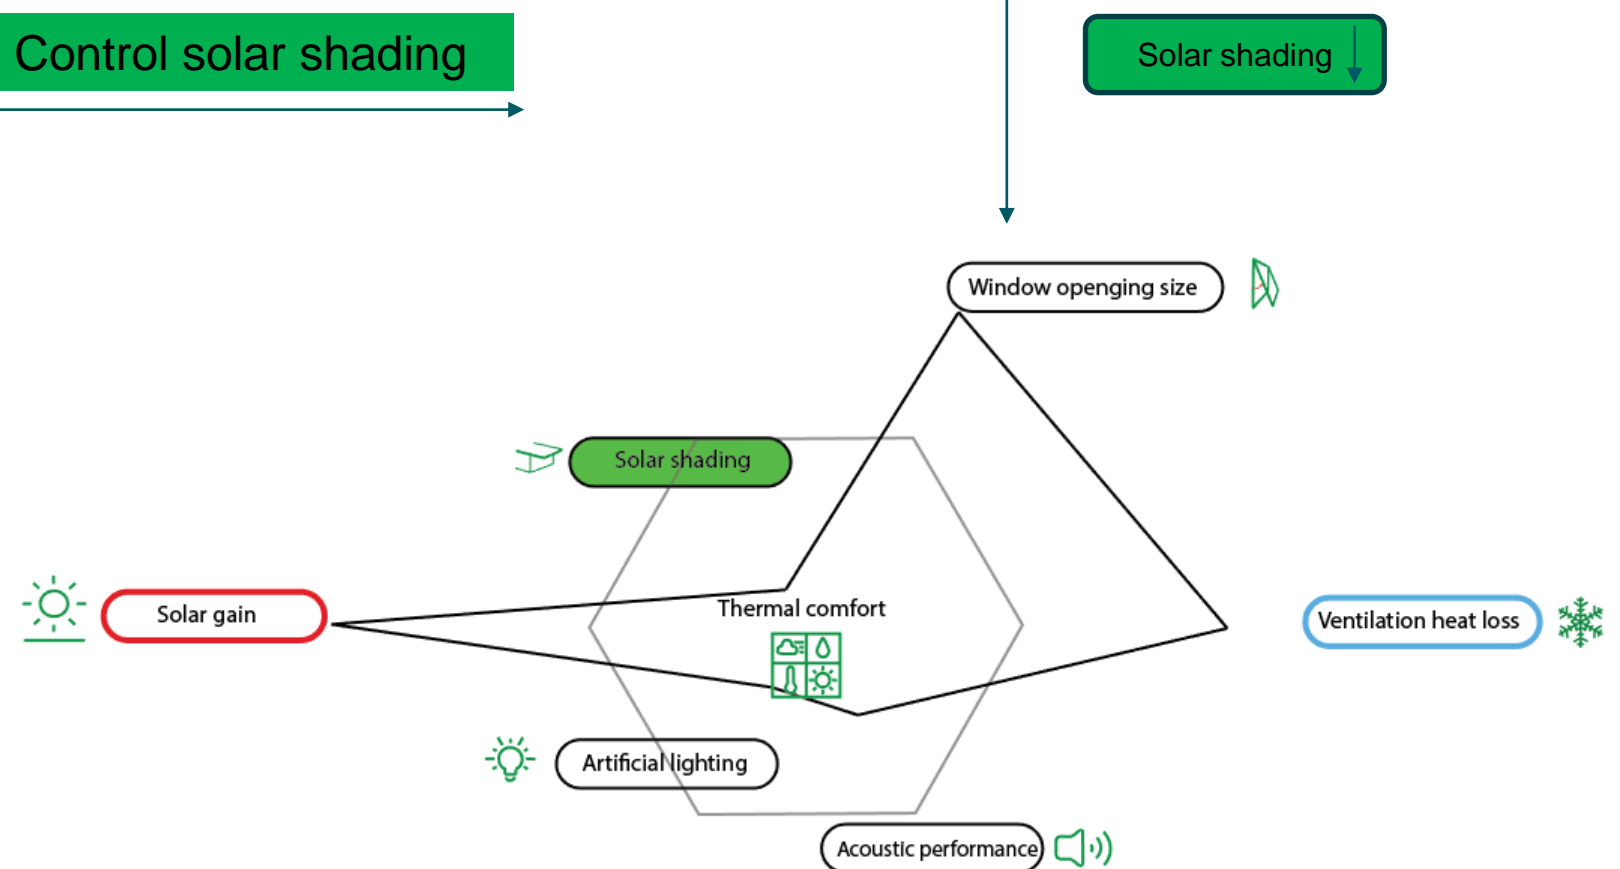 Control solar shading
Solar shading
Window openging size
Solar shading
Solar gain
Thermal comfort
Ventilation heat loss
Artificial lighting
Acoustic performance